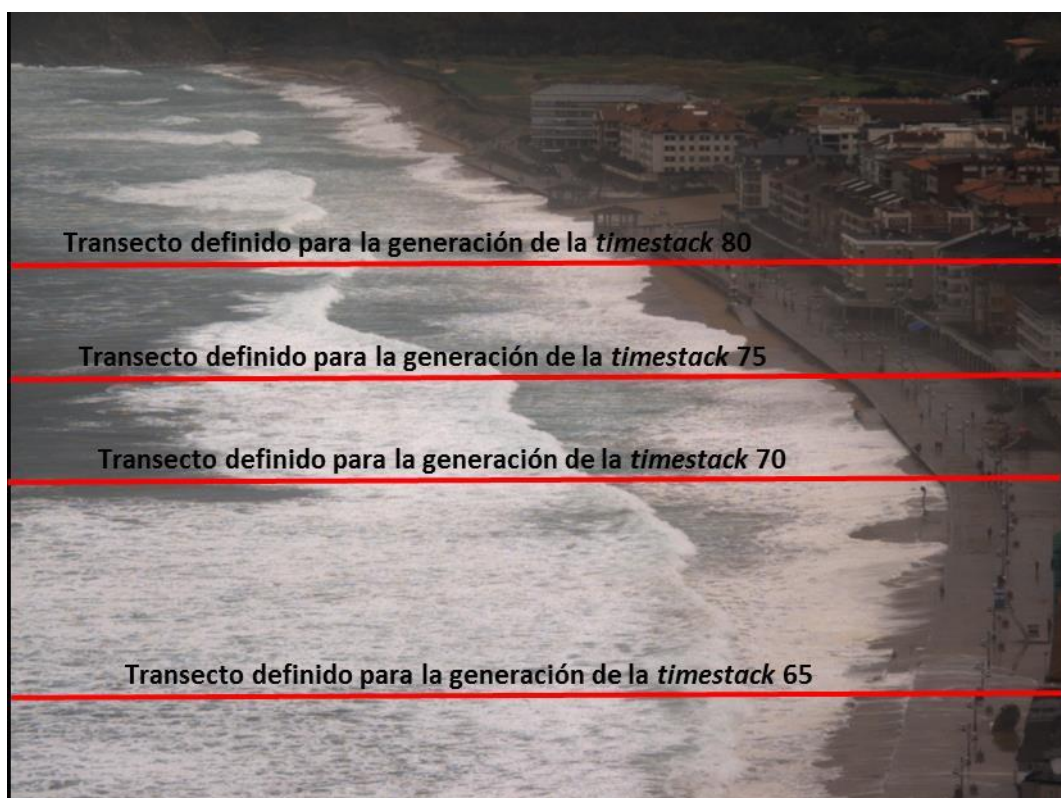 Transecto definido para la generación de la timestack 80
Transecto definido para la generación de la timestack 75
Transecto definido para la generación de la timestack 70
Transecto definido para la generación de la timestack 65